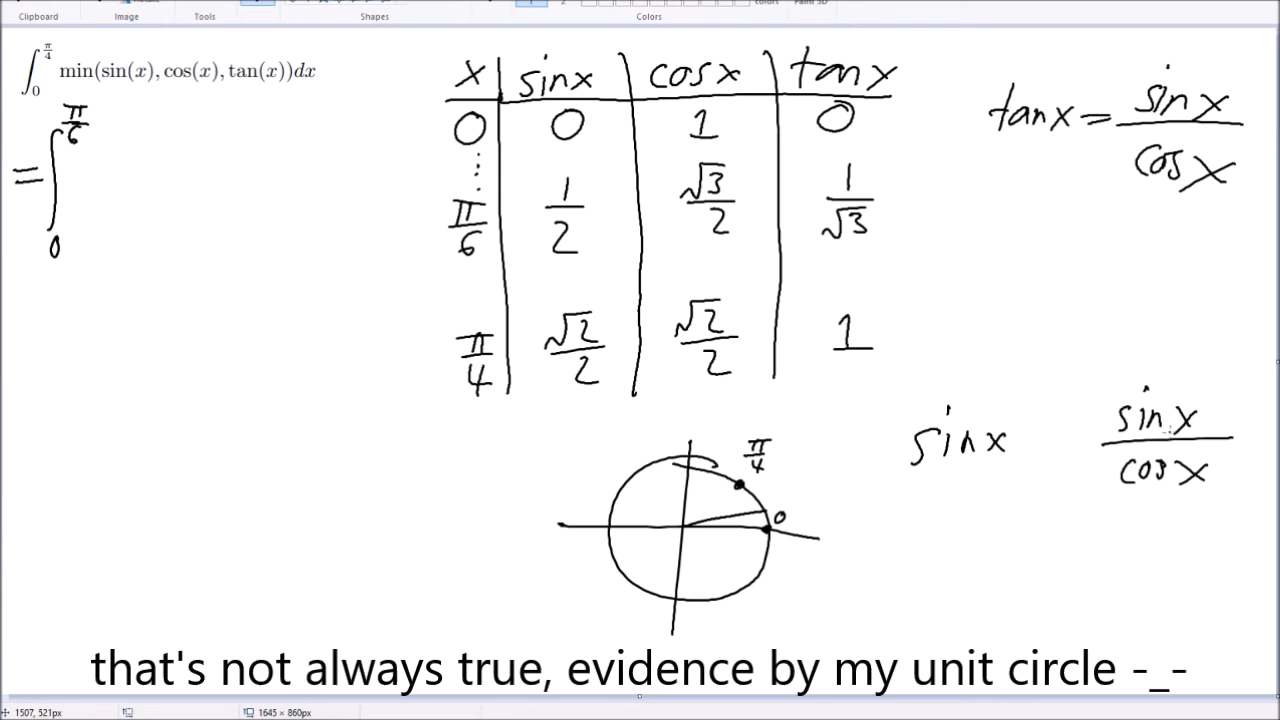 Clipboard Image Tools Shapes Colors
∫₀^{π/4} min(sin(x), cos(x), tan(x))dx
= ∫₀^{π/6}
x sinx cosx tanx
0 0 1 0
⋮
π/6 1/2 √3/2 1/√3
π/4 √2/2 √2/2 1
tanx = sinx/cosx
sinx sinx/cosx
π/4
0
that's not always true, evidence by my unit circle -_-
1507, 521px 1645 × 860px